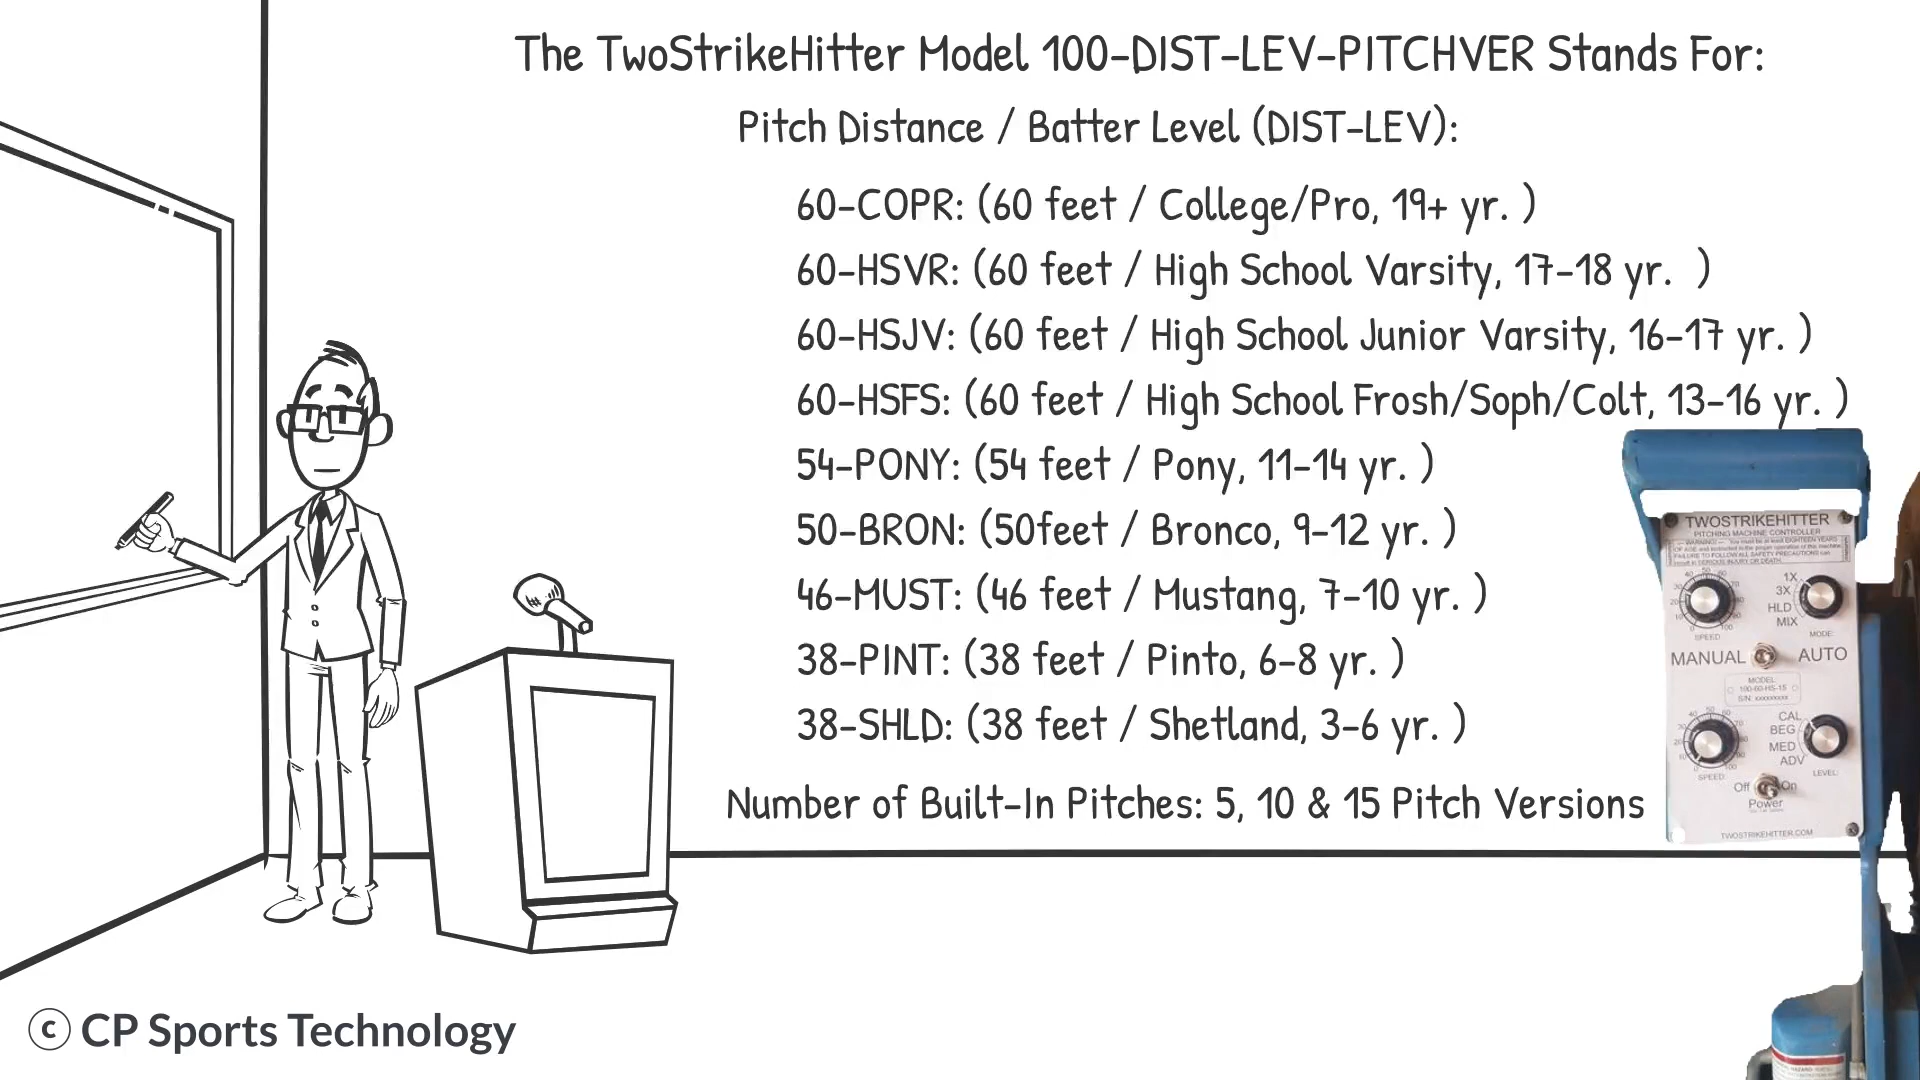 The TwoStrikeHitter Model 100-DIST-LEV-PITCHVER Stands For:
Pitch Distance / Batter Level (DIST-LEV):
60-COPR: (60 feet / College/Pro, 19+ yr. )
60-HSVR: (60 feet / High School Varsity, 17-18 yr.  )
60-HSJV: (60 feet / High School Junior Varsity, 16-17 yr. )
60-HSFS: (60 feet / High School Frosh/Soph/Colt, 13-16 yr. )
54-PONY: (54 feet / Pony, 11-14 yr. )
50-BRON: (50feet / Bronco, 9-12 yr. )
46-MUST: (46 feet / Mustang, 7-10 yr. )
38-PINT: (38 feet / Pinto, 6-8 yr. )
38-SHLD: (38 feet / Shetland, 3-6 yr. )
Number of Built-In Pitches: 5, 10 & 15 Pitch Versions
TWOSTRIKEHITTER
PITCHING MACHINE CONTROLLER
1X
3X
HLD
MIX
SPEED
MODE:
MANUAL AUTO
MODEL:
100-60-HS-15
S/N: xxxxxxxxx
CAL
BEG
MED
ADV
SPEED
LEVEL:
Off On
Power
TWOSTRIKEHITTER.COM
© CP Sports Technology